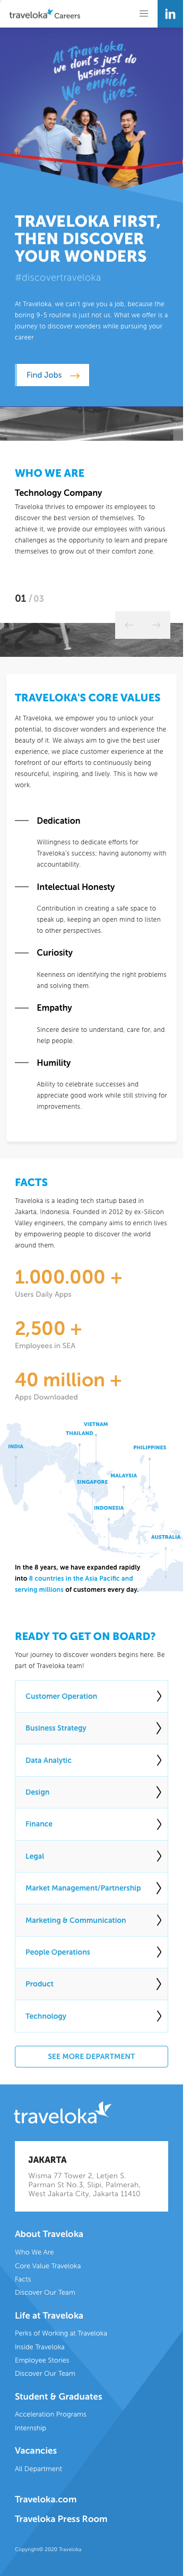 traveloka Careers
in
At Traveloka,
we don't just do
business.
We enrich
lives.
TRAVELOKA FIRST,
THEN DISCOVER
YOUR WONDERS
#discovertraveloka
At Traveloka, we can't give you a job, because the
boring 9-5 routine is just not us. What we offer is a
journey to discover wonders while pursuing your
career
Find Jobs
WHO WE ARE
Technology Company
Traveloka thrives to empower its employees to
discover the best version of themselves. To
achieve it, we provide our employees with various
challenges as the opportunity to learn and prepare
themselves to grow out of their comfort zone.
01 / 03
TRAVELOKA'S CORE VALUES
At Traveloka, we empower you to unlock your
potential, to discover wonders and experience the
beauty of it. We always aim to give the best user
experience, we place customer experience at the
forefront of our efforts to continuously being
resourceful, inspiring, and lively. This is how we
work.
Dedication
Willingness to dedicate efforts for
Traveloka's success; having autonomy with
accountability.
Intelectual Honesty
Contribution in creating a safe space to
speak up, keeping an open mind to listen
to other perspectives.
Curiosity
Keenness on identifying the right problems
and solving them.
Empathy
Sincere desire to understand, care for, and
help people.
Humility
Ability to celebrate successes and
appreciate good work while still striving for
improvements.
FACTS
Traveloka is a leading tech startup based in
Jakarta, Indonesia. Founded in 2012 by ex-Silicon
Valley engineers, the company aims to enrich lives
by empowering people to discover the world
around them.
1.000.000 +
Users Daily Apps
2,500 +
Employees in SEA
40 million +
Apps Downloaded
VIETNAM
THAILAND
INDIA
PHILIPPINES
MALAYSIA
SINGAPORE
INDONESIA
AUSTRALIA
In the 8 years, we have expanded rapidly
into 8 countries in the Asia Pacific and
serving millions of customers every day.
READY TO GET ON BOARD?
Your journey to discover wonders begins here. Be
part of Traveloka team!
Customer Operation
Business Strategy
Data Analytic
Design
Finance
Legal
Market Management/Partnership
Marketing & Communication
People Operations
Product
Technology
SEE MORE DEPARTMENT
traveloka
JAKARTA
Wisma 77 Tower 2, Letjen S.
Parman St No.3, Slipi, Palmerah,
West Jakarta City, Jakarta 11410
About Traveloka
Who We Are
Core Value Traveloka
Facts
Discover Our Team
Life at Traveloka
Perks of Working at Traveloka
Inside Traveloka
Employee Stories
Discover Our Team
Student & Graduates
Acceleration Programs
Internship
Vacancies
All Department
Traveloka.com
Traveloka Press Room
Copyright© 2020 Traveloka